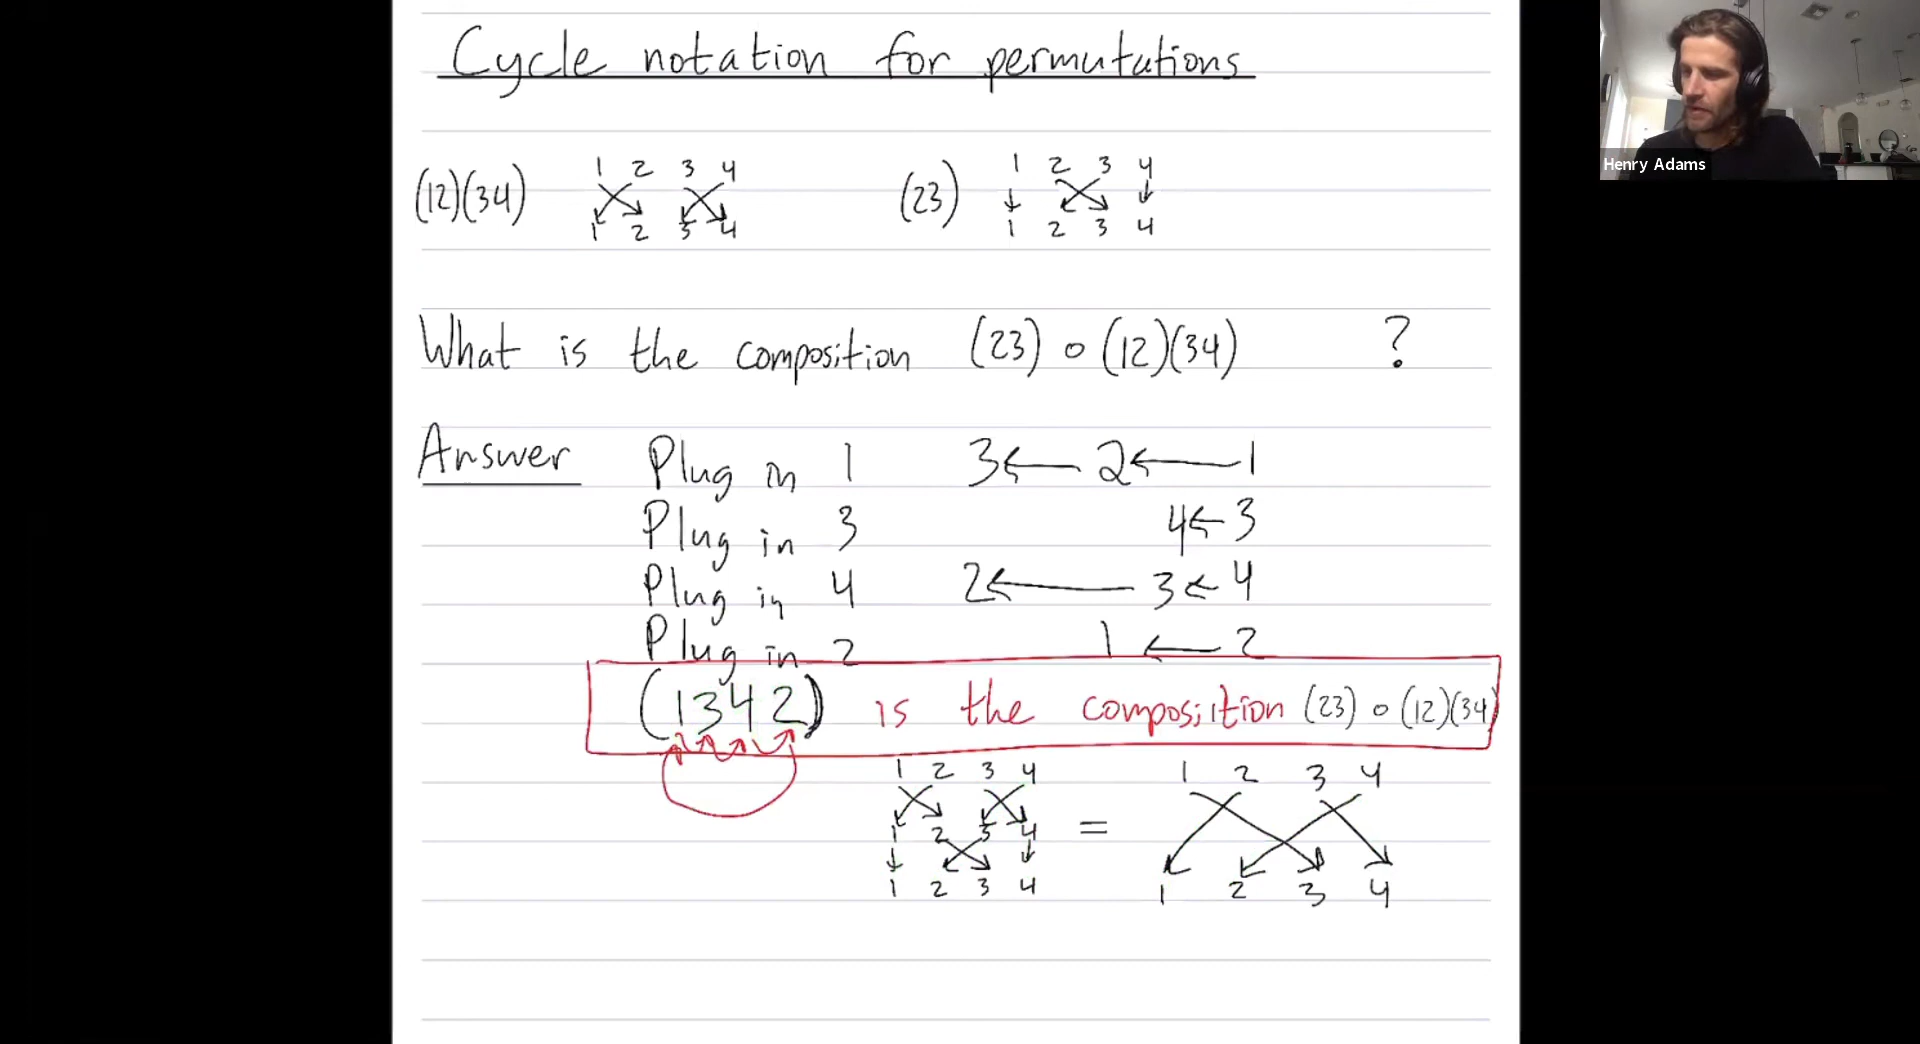 Cycle notation for permutations
Henry Adams
1 2 3 4 1 2 3 4
(12)(34) (23)
1 2 3 4 1 2 3 4
What is the composition (23) ∘ (12)(34) ?
Answer Plug in 1 3 ← 2 ← 1
Plug in 3 4 ← 3
Plug in 4 2 ← 3 ← 4
Plug in 2 1 ← 2
(1342) is the composition (23) ∘ (12)(34)
1 2 3 4 1 2 3 4
1 2 3 4 =
1 2 3 4 1 2 3 4